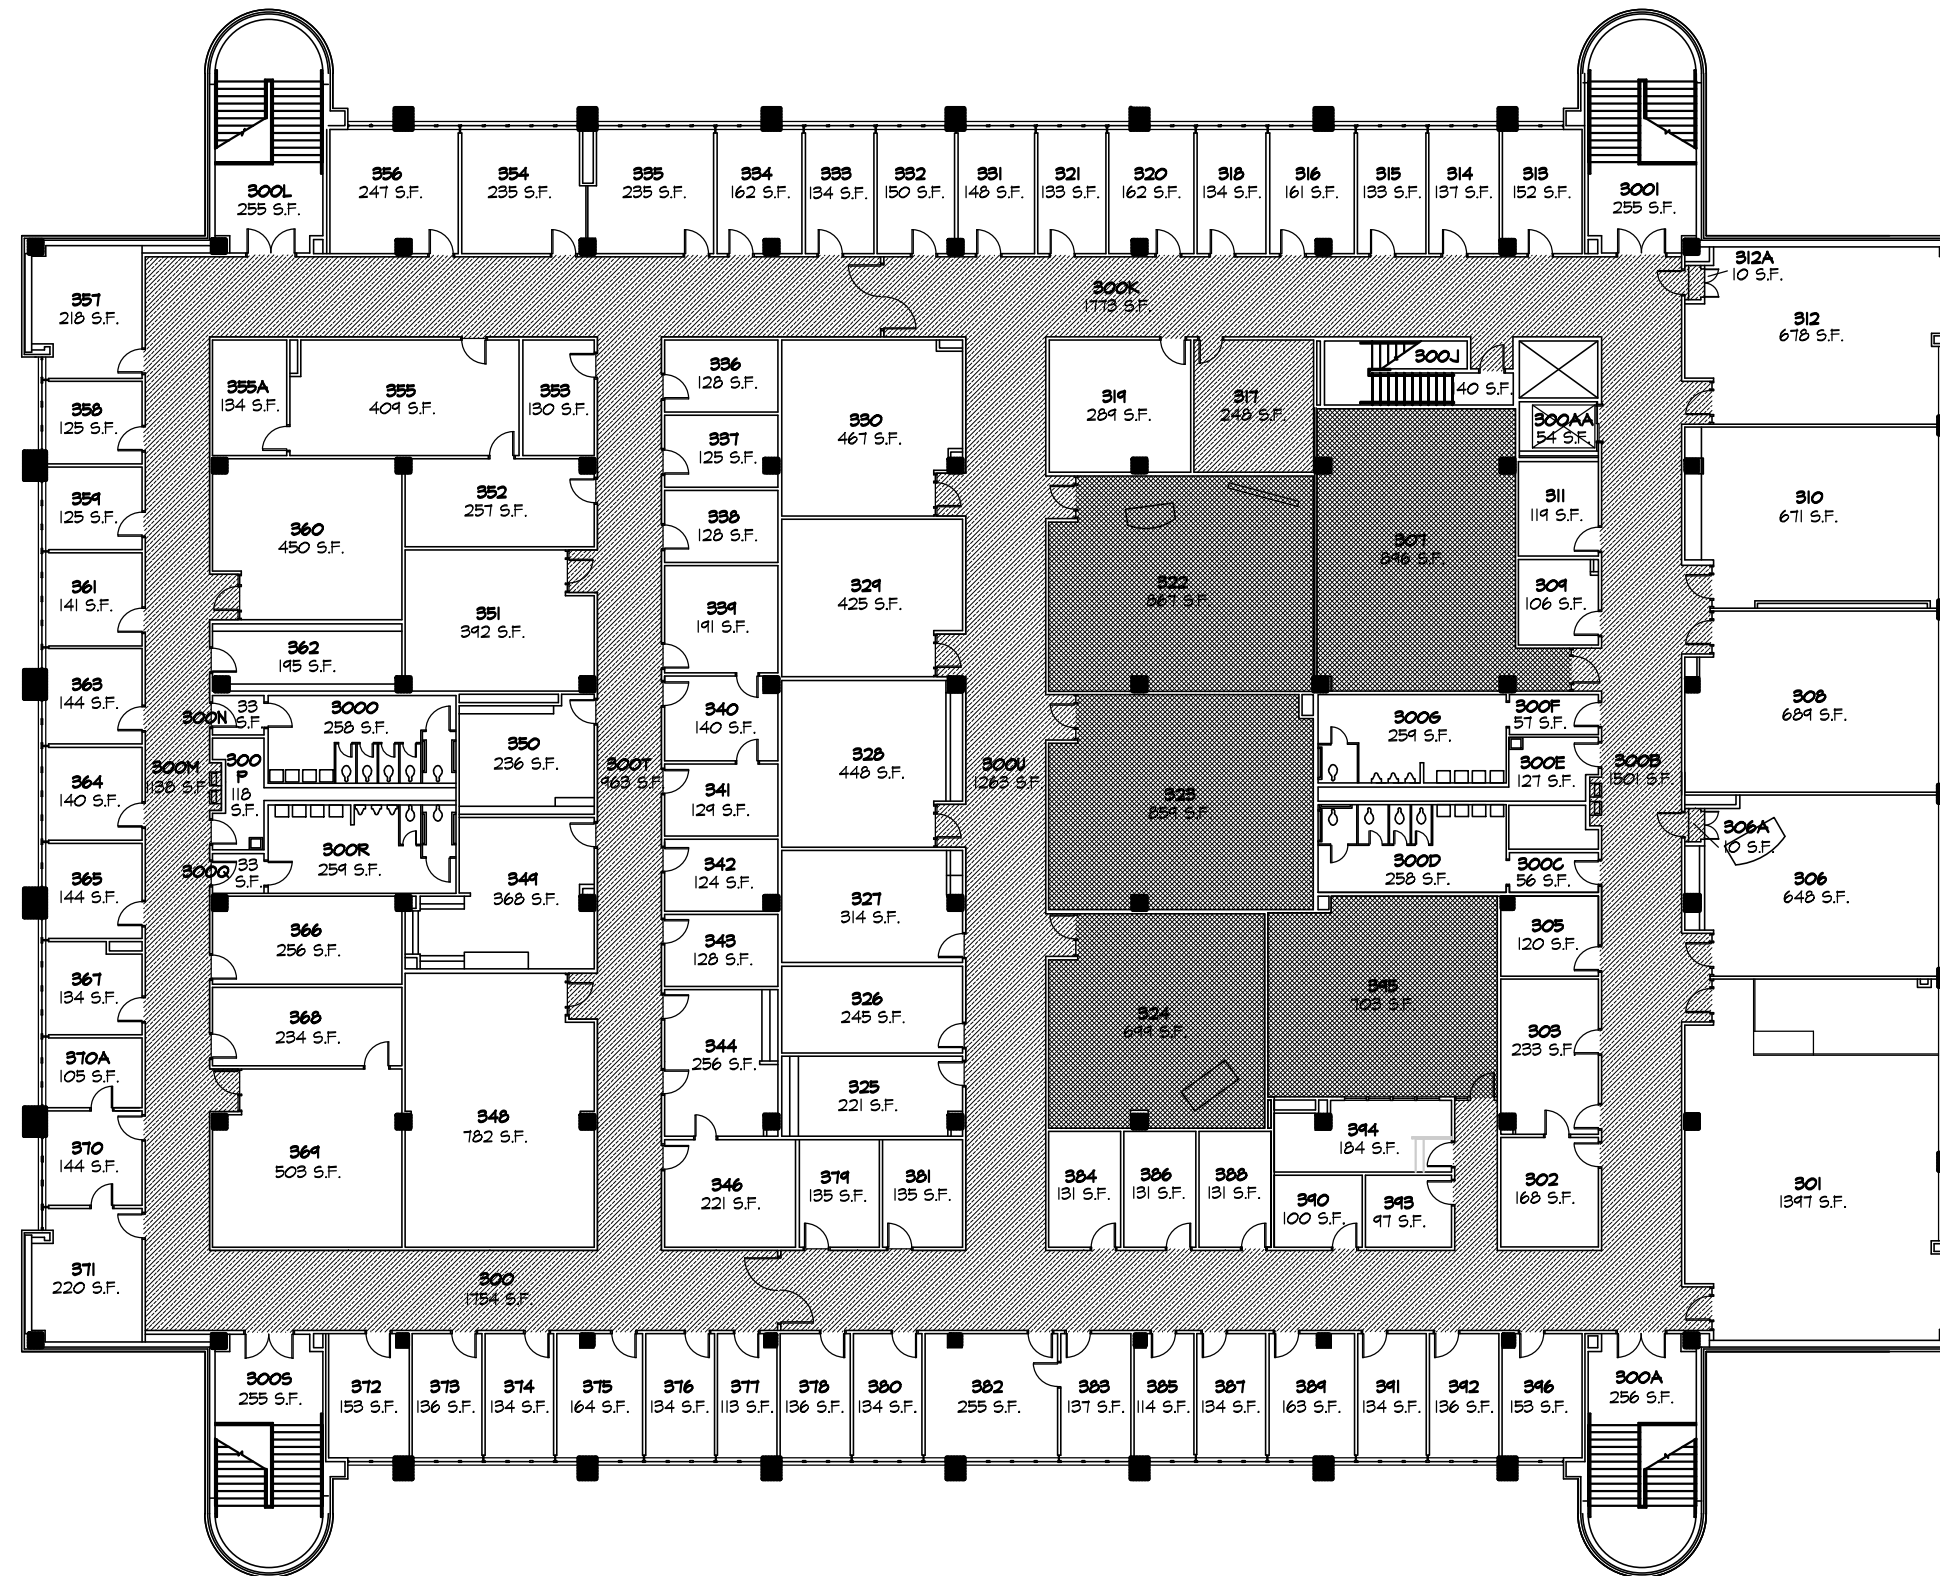 356
247 S.F.
354
235 S.F.
335
235 S.F.
334
162 S.F.
333
134 S.F.
332
150 S.F.
331
148 S.F.
321
133 S.F.
320
162 S.F.
318
134 S.F.
316
161 S.F.
315
133 S.F.
314
137 S.F.
313
152 S.F.
300L
255 S.F.
300I
255 S.F.
312A
10 S.F.
300K
1773 S.F.
357
218 S.F.
312
678 S.F.
355A
134 S.F.
355
409 S.F.
353
130 S.F.
336
128 S.F.
330
467 S.F.
319
289 S.F.
317
248 S.F.
300J
40 S.F.
300AA
54 S.F.
358
125 S.F.
337
125 S.F.
359
125 S.F.
360
450 S.F.
352
257 S.F.
338
128 S.F.
311
119 S.F.
310
671 S.F.
307
896 S.F.
322
867 S.F.
361
141 S.F.
351
392 S.F.
339
191 S.F.
329
425 S.F.
309
106 S.F.
362
195 S.F.
363
144 S.F.
300N
33
S.F.
300O
258 S.F.
350
236 S.F.
340
140 S.F.
328
448 S.F.
300G
259 S.F.
300F
57 S.F.
308
689 S.F.
364
140 S.F.
300M
1138 S.F.
300
P
118
S.F.
300T
963 S.F.
341
129 S.F.
300U
1263 S.F.
323
859 S.F.
300E
127 S.F.
300B
1501 S.F.
365
144 S.F.
300Q
33
S.F.
300R
259 S.F.
349
368 S.F.
342
124 S.F.
327
314 S.F.
300D
258 S.F.
300C
56 S.F.
306A
10 S.F.
306
648 S.F.
366
256 S.F.
343
128 S.F.
305
120 S.F.
367
134 S.F.
368
234 S.F.
326
245 S.F.
324
699 S.F.
395
703 S.F.
303
233 S.F.
370A
105 S.F.
344
256 S.F.
325
221 S.F.
348
782 S.F.
394
184 S.F.
370
144 S.F.
369
503 S.F.
346
221 S.F.
379
135 S.F.
381
135 S.F.
384
131 S.F.
386
131 S.F.
388
131 S.F.
390
100 S.F.
393
97 S.F.
302
168 S.F.
301
1397 S.F.
371
220 S.F.
300
1754 S.F.
300S
255 S.F.
372
153 S.F.
373
136 S.F.
374
134 S.F.
375
164 S.F.
376
134 S.F.
377
113 S.F.
378
136 S.F.
380
134 S.F.
382
255 S.F.
383
137 S.F.
385
114 S.F.
387
134 S.F.
389
163 S.F.
391
134 S.F.
392
136 S.F.
396
153 S.F.
300A
256 S.F.